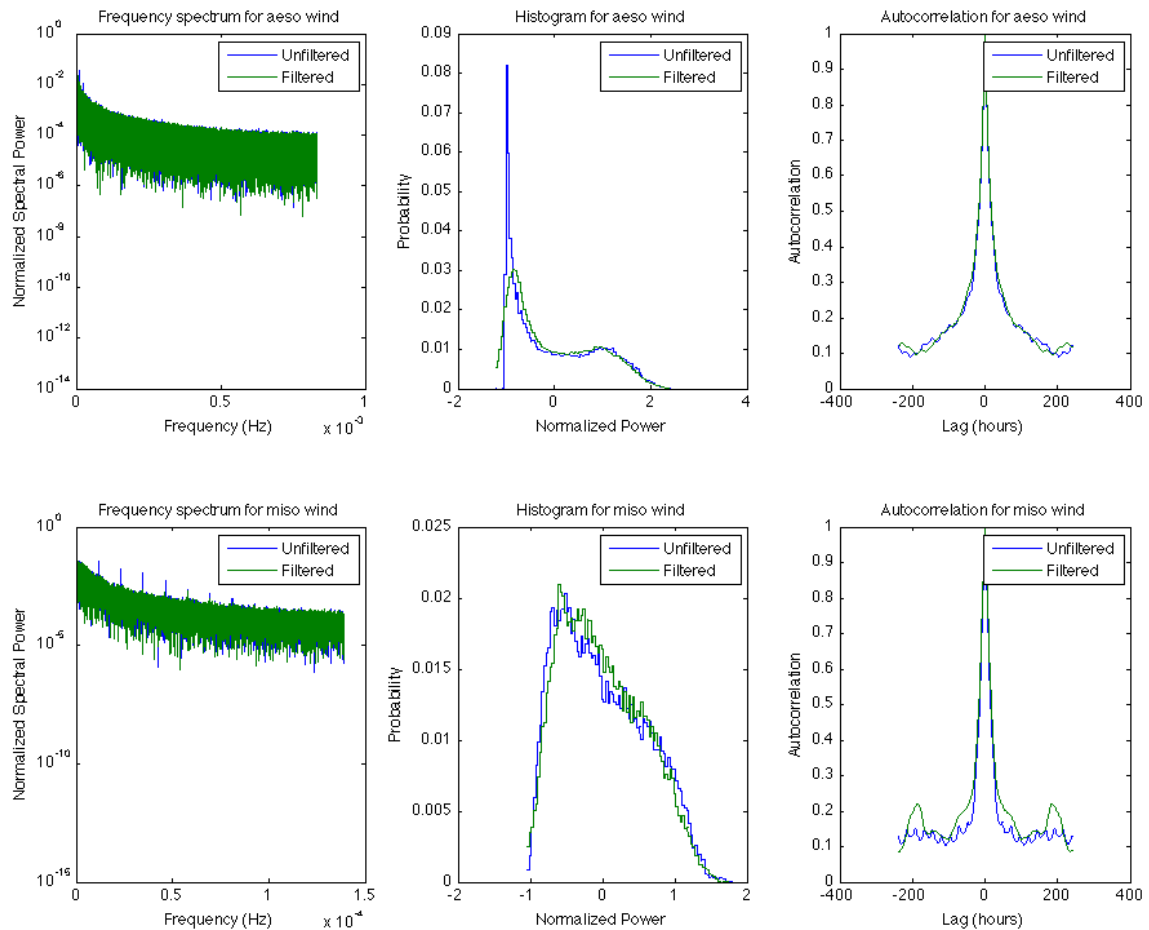 Frequency spectrum for aeso wind
Unfiltered
Filtered
10^0
10^-2
10^-4
10^-6
10^-8
10^-10
10^-12
10^-14
Normalized Spectral Power
0 0.5 1
x 10^-3
Frequency (Hz)
Histogram for aeso wind
Unfiltered
Filtered
0.09
0.08
0.07
0.06
0.05
0.04
0.03
0.02
0.01
0
Probability
-2 0 2 4
Normalized Power
Autocorrelation for aeso wind
Unfiltered
Filtered
1
0.9
0.8
0.7
0.6
0.5
0.4
0.3
0.2
0.1
0
Autocorrelation
-400 -200 0 200 400
Lag (hours)
Frequency spectrum for miso wind
Unfiltered
Filtered
10^0
10^-5
10^-10
10^-15
Normalized Spectral Power
0 0.5 1 1.5
x 10^-4
Frequency (Hz)
Histogram for miso wind
Unfiltered
Filtered
0.025
0.02
0.015
0.01
0.005
0
Probability
-2 -1 0 1 2
Normalized Power
Autocorrelation for miso wind
Unfiltered
Filtered
1
0.9
0.8
0.7
0.6
0.5
0.4
0.3
0.2
0.1
0
Autocorrelation
-400 -200 0 200 400
Lag (hours)